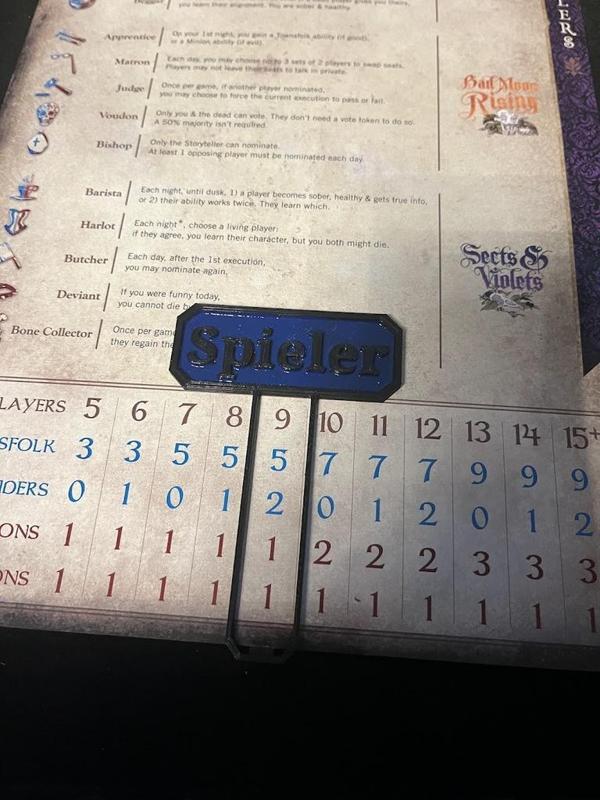 you learn their alignment. You are sober & healthy.
Apprentice
On your 1st night, you gain a Townsfolk ability (if good),
or a Minion ability (if evil).
Matron
Each day, you may choose up to 3 sets of 2 players to swap seats.
Players may not leave their seats to talk in private.
Judge
Once per game, if another player nominated,
you may choose to force the current execution to pass or fail.
Voudon
Only you & the dead can vote. They don't need a vote token to do so.
A 50% majority isn't required.
Bishop
Only the Storyteller can nominate.
At least 1 opposing player must be nominated each day.
Bad Moon
Rising
Barista
Each night, until dusk, 1) a player becomes sober, healthy & gets true info,
or 2) their ability works twice. They learn which.
Harlot
Each night*, choose a living player:
if they agree, you learn their character, but you both might die.
Butcher
Each day, after the 1st execution,
you may nominate again.
Deviant
If you were funny today,
you cannot die b
Bone Collector
Once per gam
they regain th
Sects &
Violets
LERS
Spieler
LAYERS 5 6 7 8 9 10 11 12 13 14 15+
SFOLK 3 3 5 5 5 7 7 7 9 9 9
DERS 0 1 0 1 2 0 1 2 0 1 2
ONS 1 1 1 1 1 2 2 2 3 3 3
ONS 1 1 1 1 1 1 1 1 1 1 1